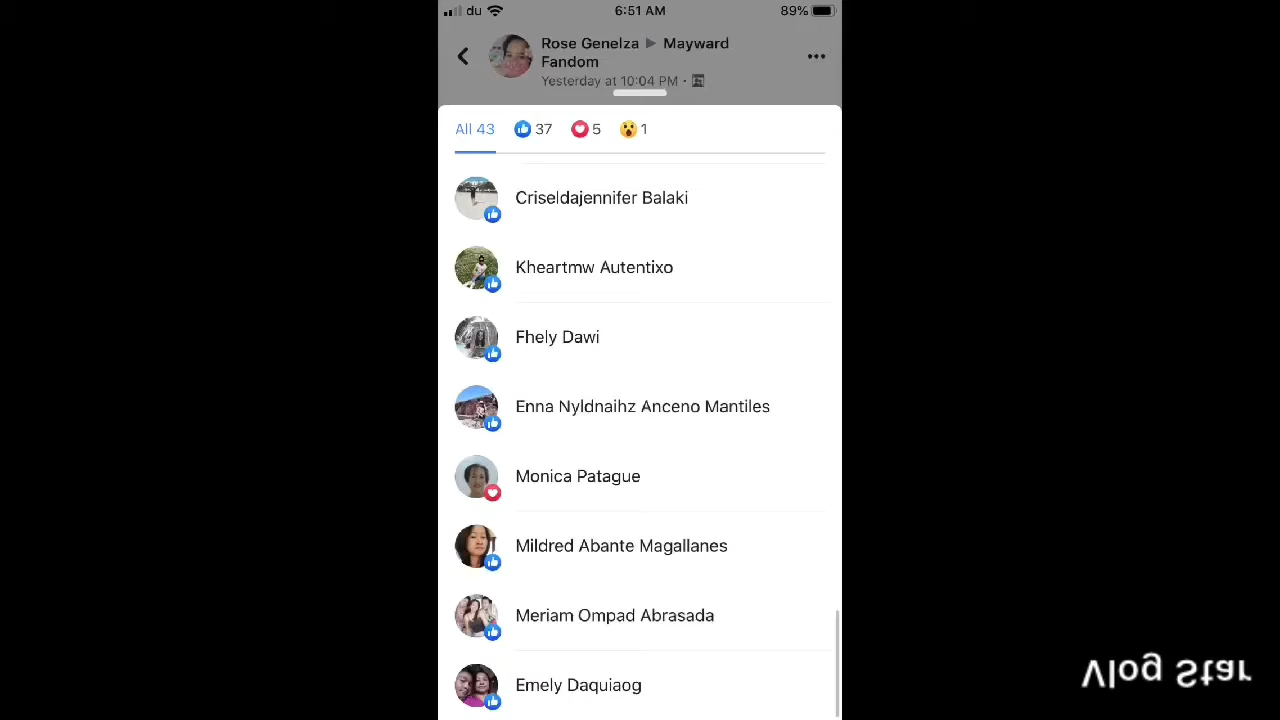 du
6:51 AM
89%
Rose Genelza ▶ Mayward
Fandom
Yesterday at 10:04 PM ·
All 43
37
5
1
Criseldajennifer Balaki
Kheartmw Autentixo
Fhely Dawi
Enna Nyldnaihz Anceno Mantiles
Monica Patague
Mildred Abante Magallanes
Meriam Ompad Abrasada
Emely Daquiaog
Vlog Star